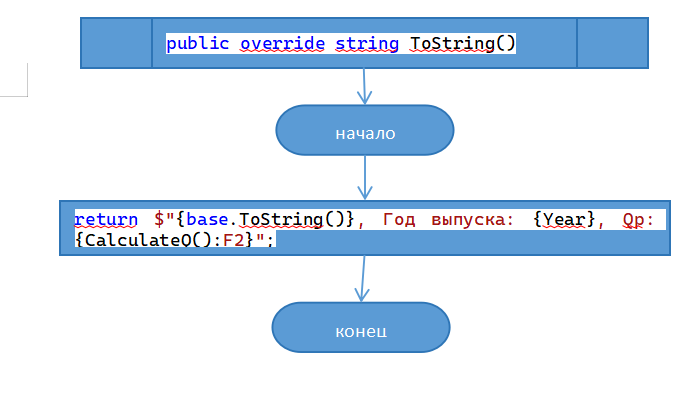 public override string ToString()
начало
return $"{base.ToString()}, Год выпуска: {Year}, Qp:
{CalculateQ():F2}";
конец